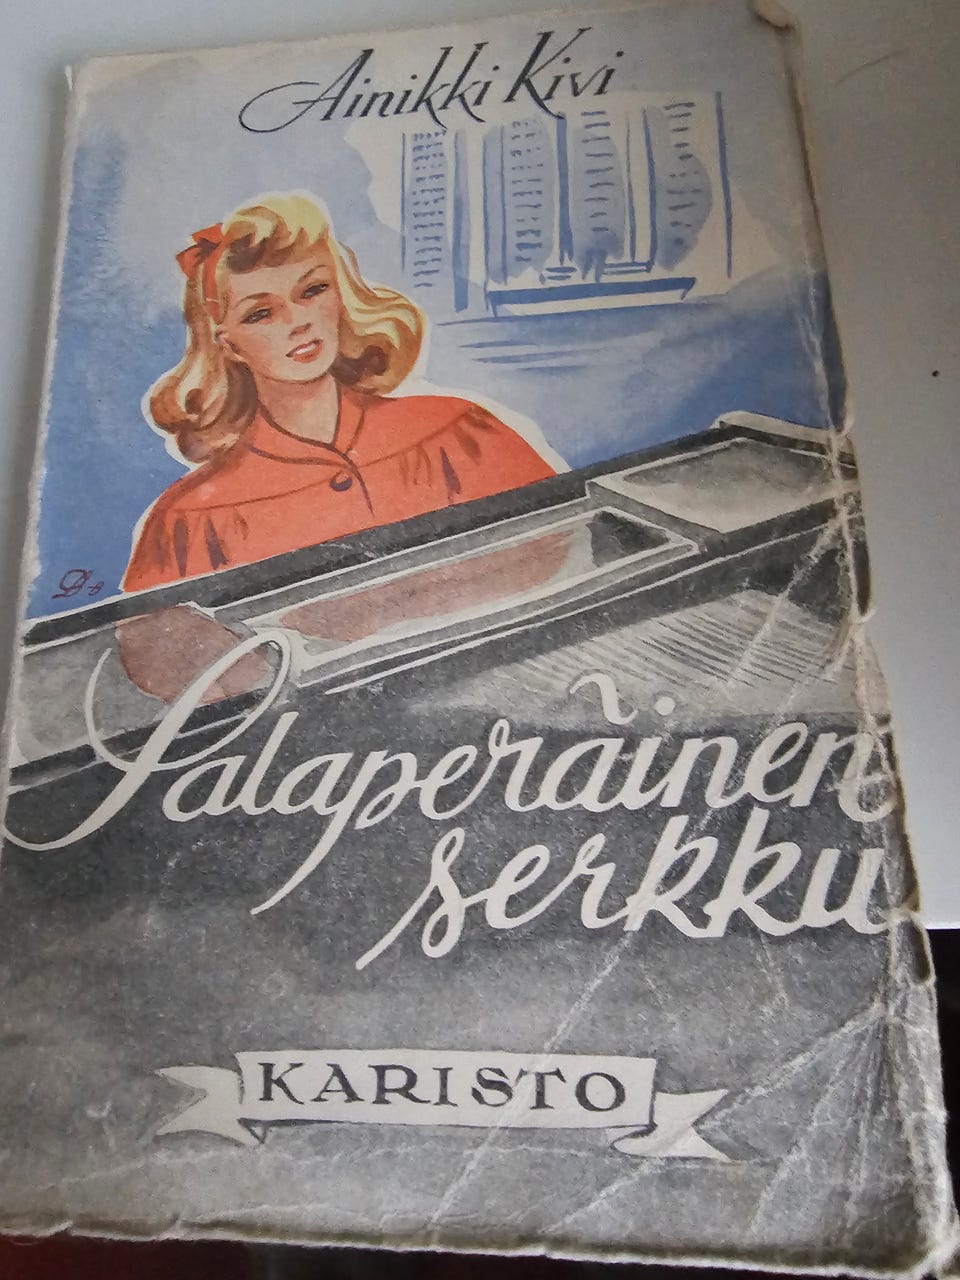 Ainikki Kivi
Salaperäinen
serkku
KARISTO